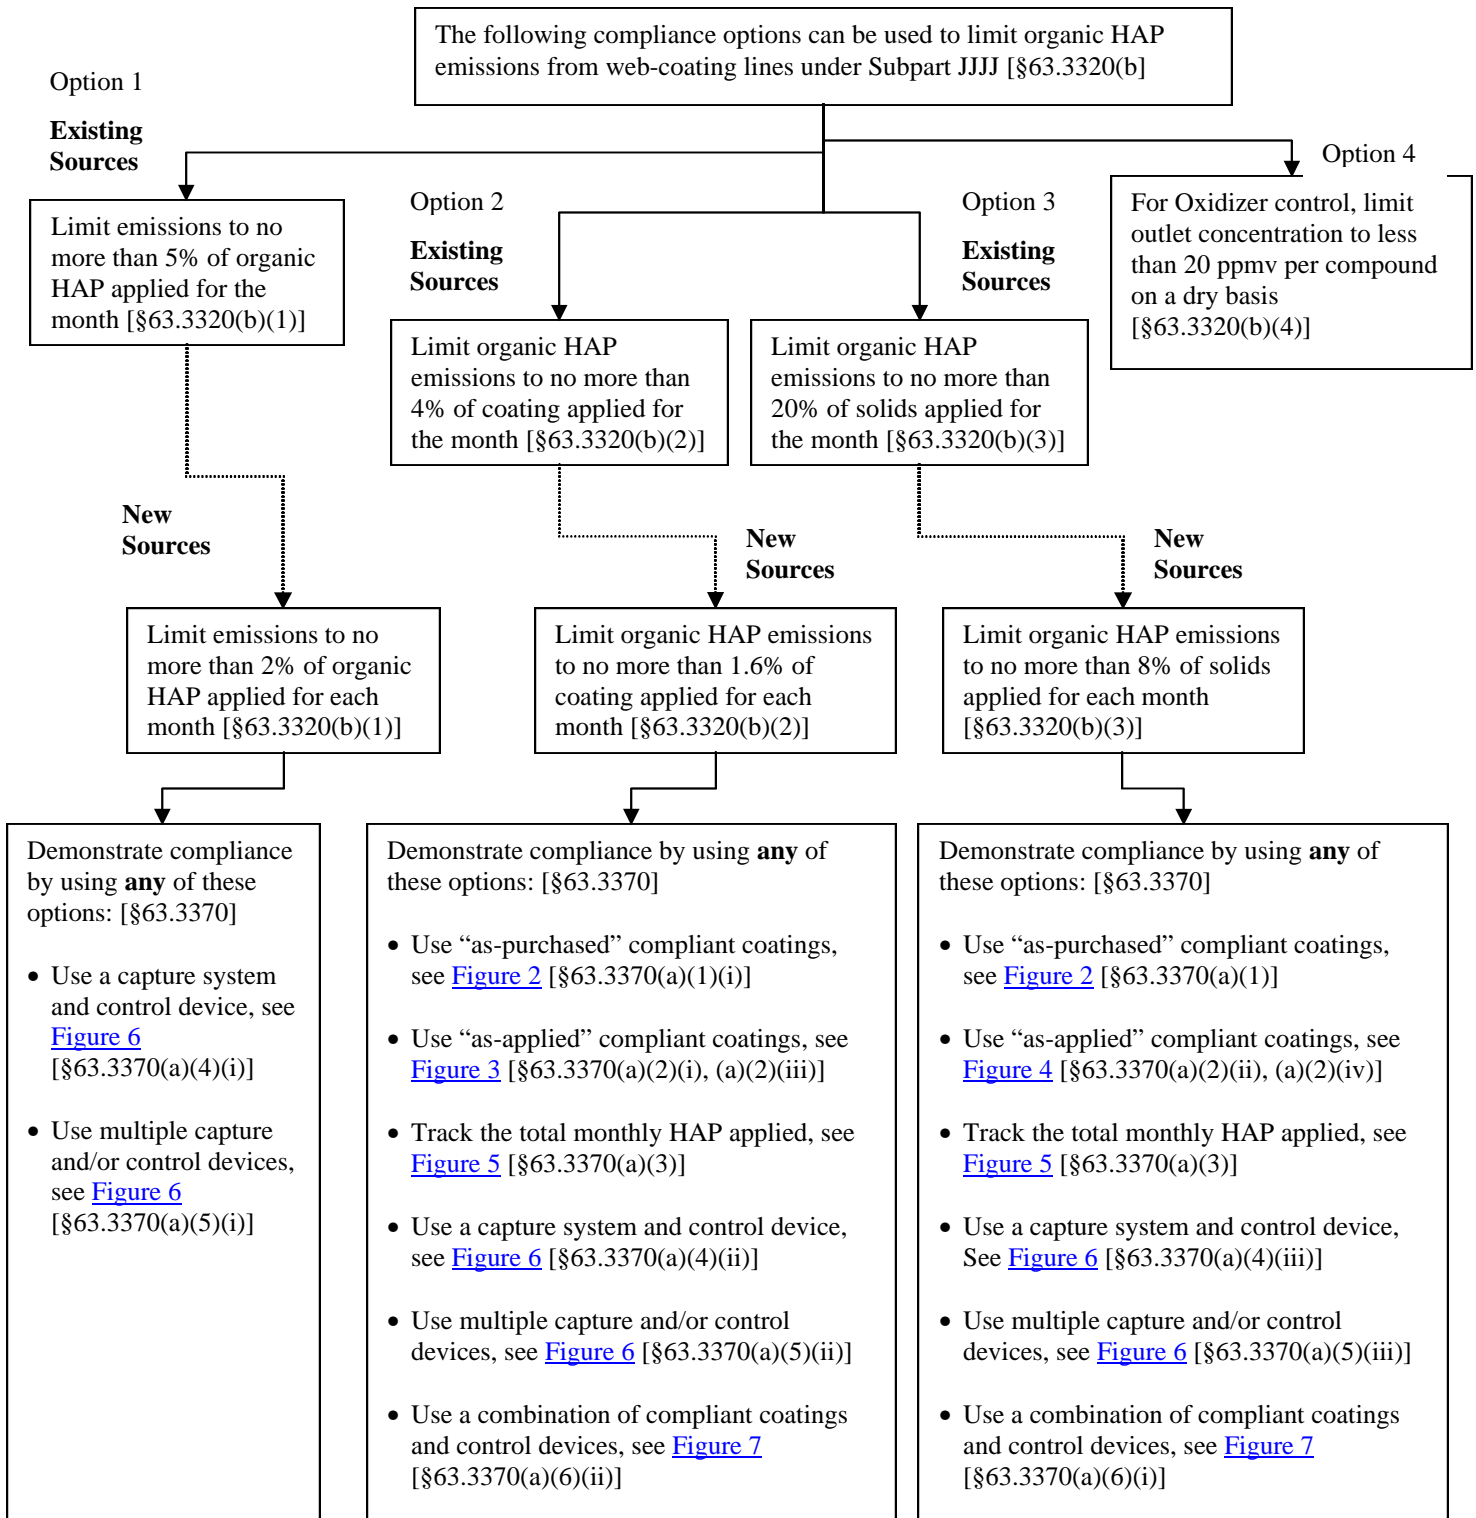 The following compliance options can be used to limit organic HAP
emissions from web-coating lines under Subpart JJJJ [§63.3320(b]
Option 1
Existing
Sources
Limit emissions to no
more than 5% of organic
HAP applied for the
month [§63.3320(b)(1)]
Option 2
Existing
Sources
Limit organic HAP
emissions to no more than
4% of coating applied for
the month [§63.3320(b)(2)]
Option 3
Existing
Sources
Limit organic HAP
emissions to no more than
20% of solids applied for
the month [§63.3320(b)(3)]
Option 4
For Oxidizer control, limit
outlet concentration to less
than 20 ppmv per compound
on a dry basis
[§63.3320(b)(4)]
New
Sources
Limit emissions to no
more than 2% of organic
HAP applied for each
month [§63.3320(b)(1)]
New
Sources
Limit organic HAP emissions
to no more than 1.6% of
coating applied for each
month [§63.3320(b)(2)]
New
Sources
Limit organic HAP emissions
to no more than 8% of solids
applied for each month
[§63.3320(b)(3)]
Demonstrate compliance
by using any of these
options: [§63.3370]
• Use a capture system
and control device, see
Figure 6
[§63.3370(a)(4)(i)]
• Use multiple capture
and/or control devices,
see Figure 6
[§63.3370(a)(5)(i)]
Demonstrate compliance by using any of
these options: [§63.3370]
• Use “as-purchased” compliant coatings,
see Figure 2 [§63.3370(a)(1)(i)]
• Use “as-applied” compliant coatings, see
Figure 3 [§63.3370(a)(2)(i), (a)(2)(iii)]
• Track the total monthly HAP applied, see
Figure 5 [§63.3370(a)(3)]
• Use a capture system and control device,
see Figure 6 [§63.3370(a)(4)(ii)]
• Use multiple capture and/or control
devices, see Figure 6 [§63.3370(a)(5)(ii)]
• Use a combination of compliant coatings
and control devices, see Figure 7
[§63.3370(a)(6)(ii)]
Demonstrate compliance by using any of
these options: [§63.3370]
• Use “as-purchased” compliant coatings,
see Figure 2 [§63.3370(a)(1)]
• Use “as-applied” compliant coatings, see
Figure 4 [§63.3370(a)(2)(ii), (a)(2)(iv)]
• Track the total monthly HAP applied, see
Figure 5 [§63.3370(a)(3)]
• Use a capture system and control device,
See Figure 6 [§63.3370(a)(4)(iii)]
• Use multiple capture and/or control
devices, see Figure 6 [§63.3370(a)(5)(iii)]
• Use a combination of compliant coatings
and control devices, see Figure 7
[§63.3370(a)(6)(i)]